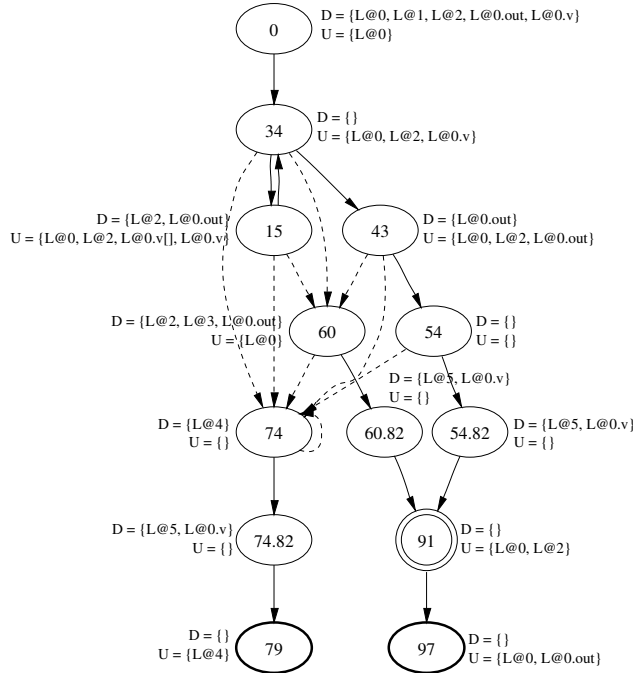 D = {L@0, L@1, L@2, L@0.out, L@0.v}
0
U = {L@0}
D = {}
34
U = {L@0, L@2, L@0.v}
D = {L@2, L@0.out}
15
U = {L@0, L@2, L@0.v[], L@0.v}
D = {L@0.out}
43
U = {L@0, L@2, L@0.out}
D = {L@2, L@3, L@0.out}
60
U = {L@0}
D = {}
54
U = {}
D = {L@4}
74
U = {}
D = {L@5, L@0.v}
U = {}
60.82
D = {L@5, L@0.v}
54.82
U = {}
D = {L@5, L@0.v}
74.82
U = {}
D = {}
91
U = {L@0, L@2}
D = {}
79
U = {L@4}
D = {}
97
U = {L@0, L@0.out}